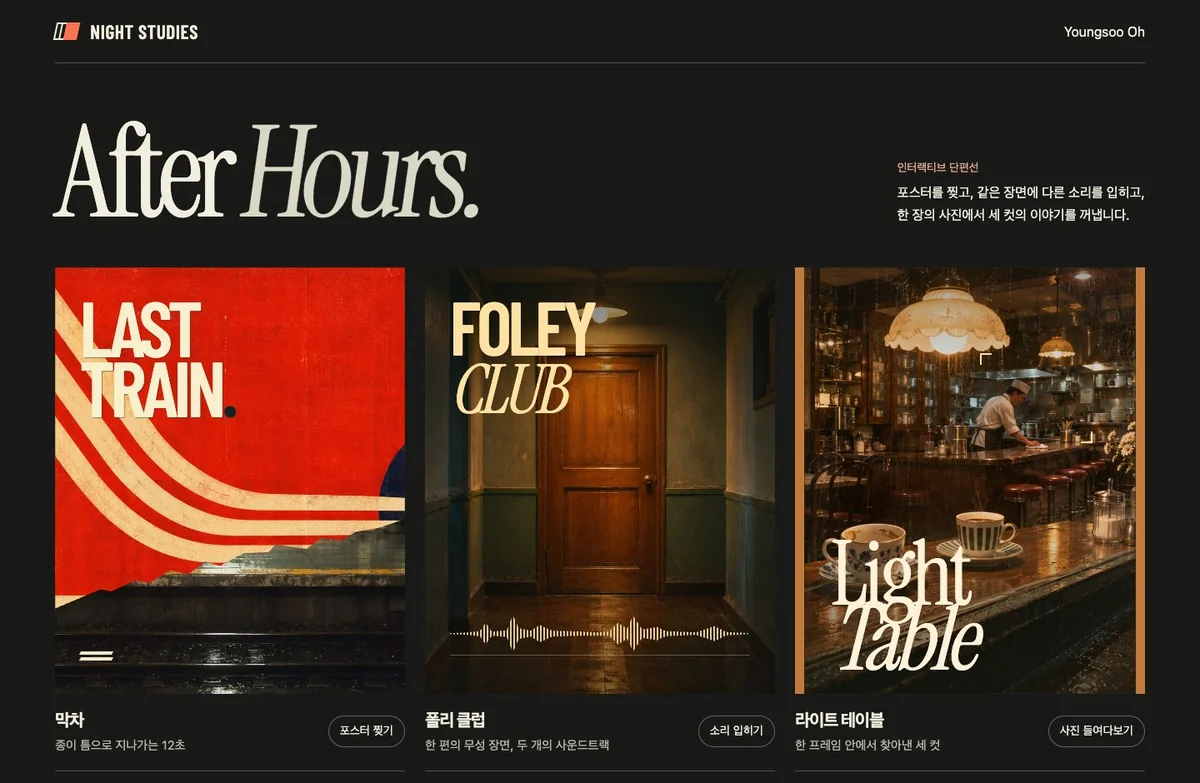 NIGHT STUDIES
Youngsoo Oh
After Hours.
인터랙티브 단편선
포스터를 찢고, 같은 장면에 다른 소리를 입히고,
한 장의 사진에서 세 컷의 이야기를 꺼냅니다.
LAST
TRAIN.
FOLEY
CLUB
Light
Table
막차
종이 틈으로 지나가는 12초
포스터 찢기
폴리 클럽
한 편의 무성 장면, 두 개의 사운드트랙
소리 입히기
라이트 테이블
한 프레임 안에서 찾아낸 세 컷
사진 들여다보기